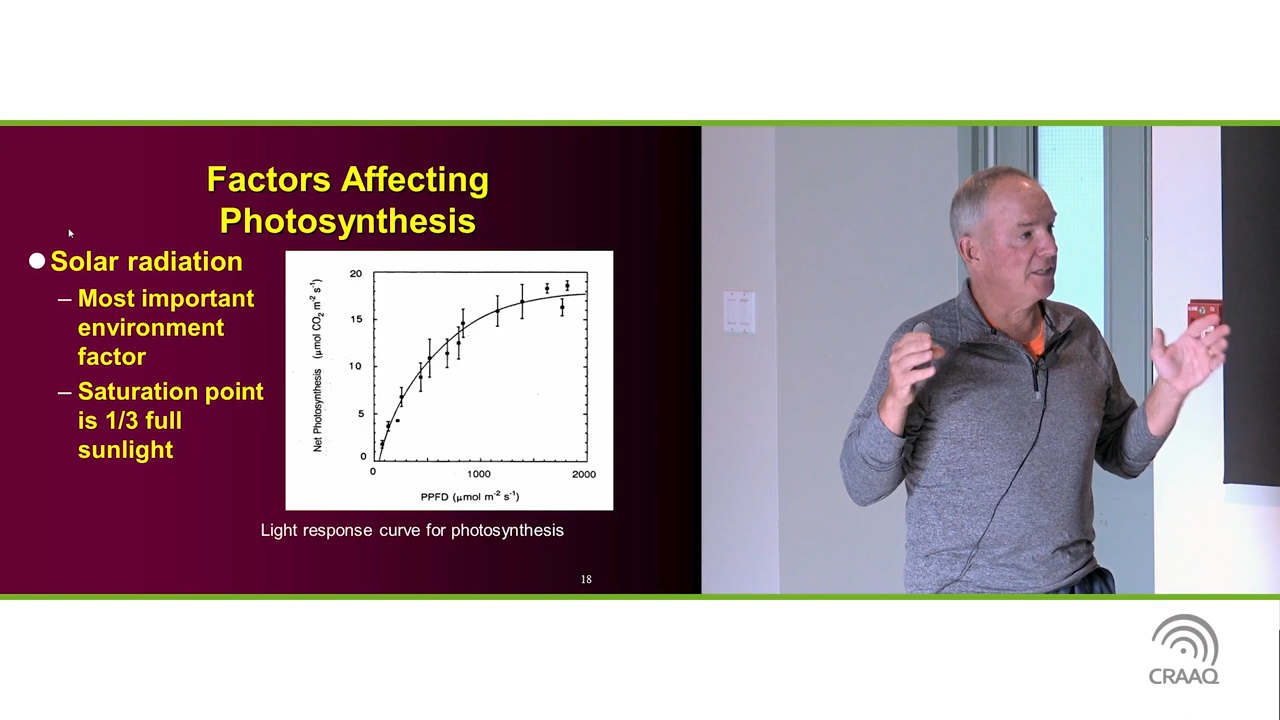 Factors Affecting
Photosynthesis
Solar radiation
– Most important
environment
factor
– Saturation point
is 1/3 full
sunlight
Net Photosynthesis (μmol CO2 m-2 s-1)
20
15
10
5
0
0 1000 2000
PPFD (μmol m-2 s-1)
Light response curve for photosynthesis
18
CRAAQ